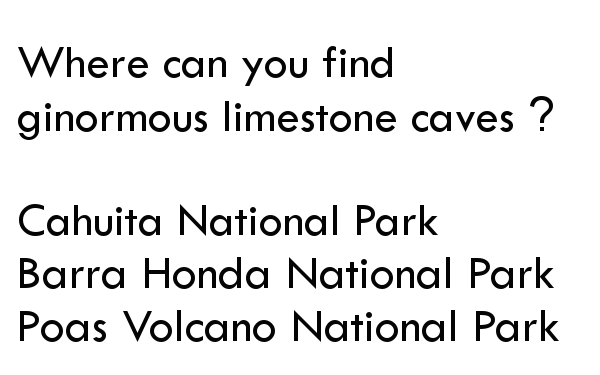 Where can you find
ginormous limestone caves ?
Cahuita National Park
Barra Honda National Park
Poas Volcano National Park